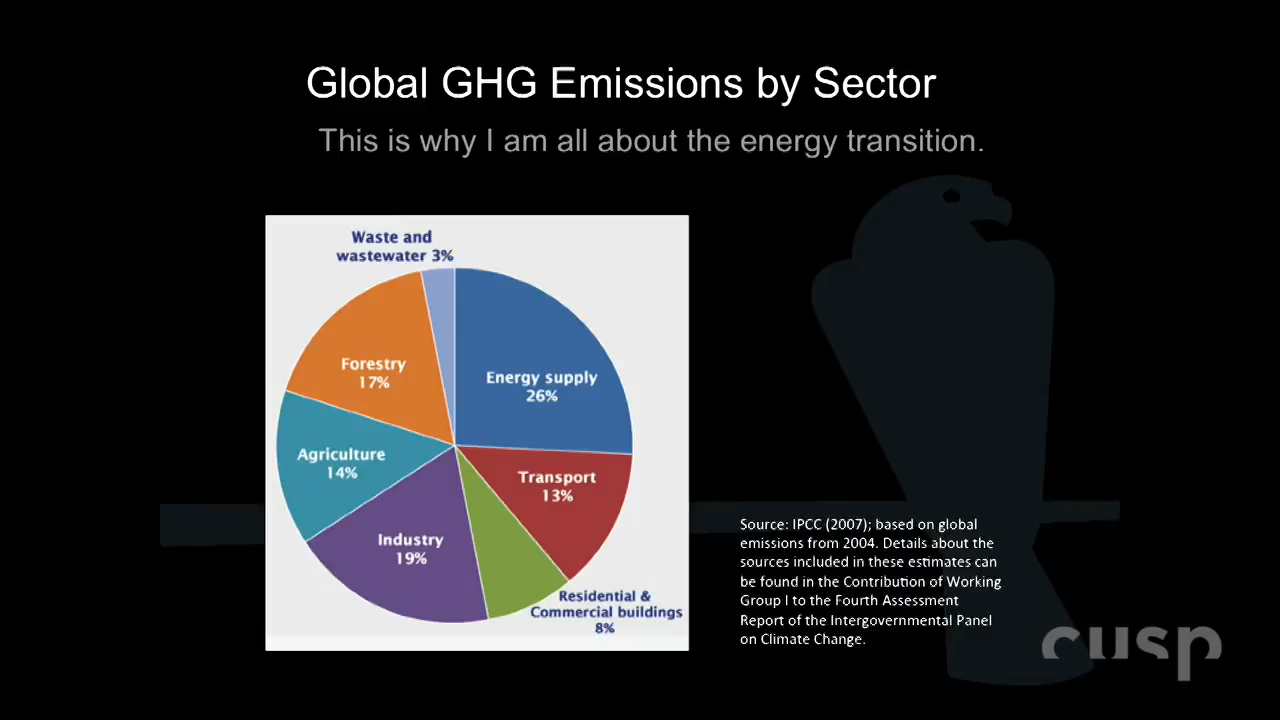 Global GHG Emissions by Sector
This is why I am all about the energy transition.
Waste and
wastewater 3%
Forestry
17%
Energy supply
26%
Agriculture
14%
Transport
13%
Industry
19%
Residential &
Commercial buildings
8%
Source: IPCC (2007); based on global
emissions from 2004. Details about the
sources included in these estimates can
be found in the Contribution of Working
Group I to the Fourth Assessment
Report of the Intergovernmental Panel
on Climate Change.
cusp